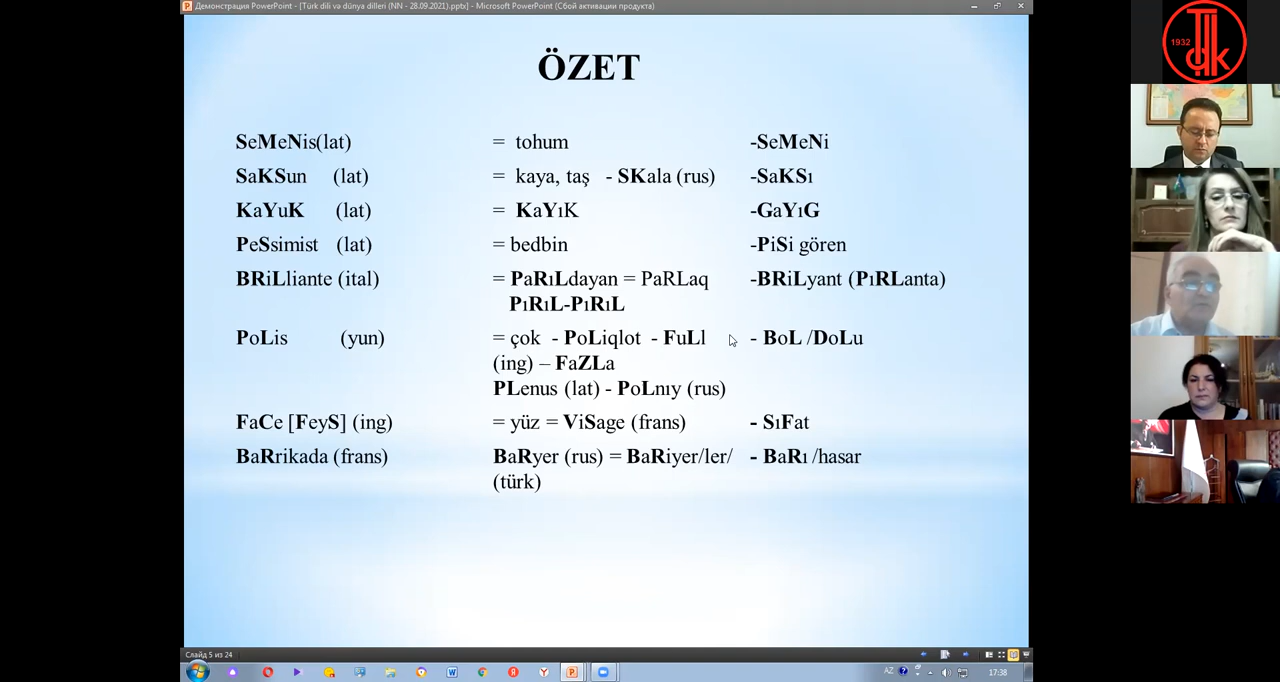 Демонстрация PowerPoint - [Türk dili və dünya dilleri (NN - 28.09.2021).pptx] - Microsoft PowerPoint (Сбой активации продукта)
1932
ÖZET
SeMeNis(lat) = tohum -SeMeNi
SaKSun (lat) = kaya, taş - SKala (rus) -SaKSı
KaYuK (lat) = KaYıK -GaYıG
PeSsimist (lat) = bedbin -PiSi gören
BRiLliante (ital) = PaRıLdayan = PaRLaq -BRiLyant (PıRLanta)
PıRıL-PıRıL
PoLis (yun) = çok - PoLiqlot - FuLl - BoL /DoLu
(ing) – FaZLa
PLenus (lat) - PoLnıy (rus)
FaCe [FeyS] (ing) = yüz = ViSage (frans) - SıFat
BaRrikada (frans) BaRyer (rus) = BaRiyer/ler/ - BaRı /hasar
(türk)
Слайд 5 из 24
AZ
17:38